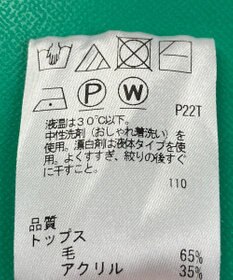 P W
P22T
液温は30℃以下。
中性洗剤(おしゃれ着洗い)を
使用。漂白剤は液体タイプを使
用。よくすすぎ、絞りの後すぐ
に干すこと。
110
品質
トップス
毛 65%
アクリル 35%